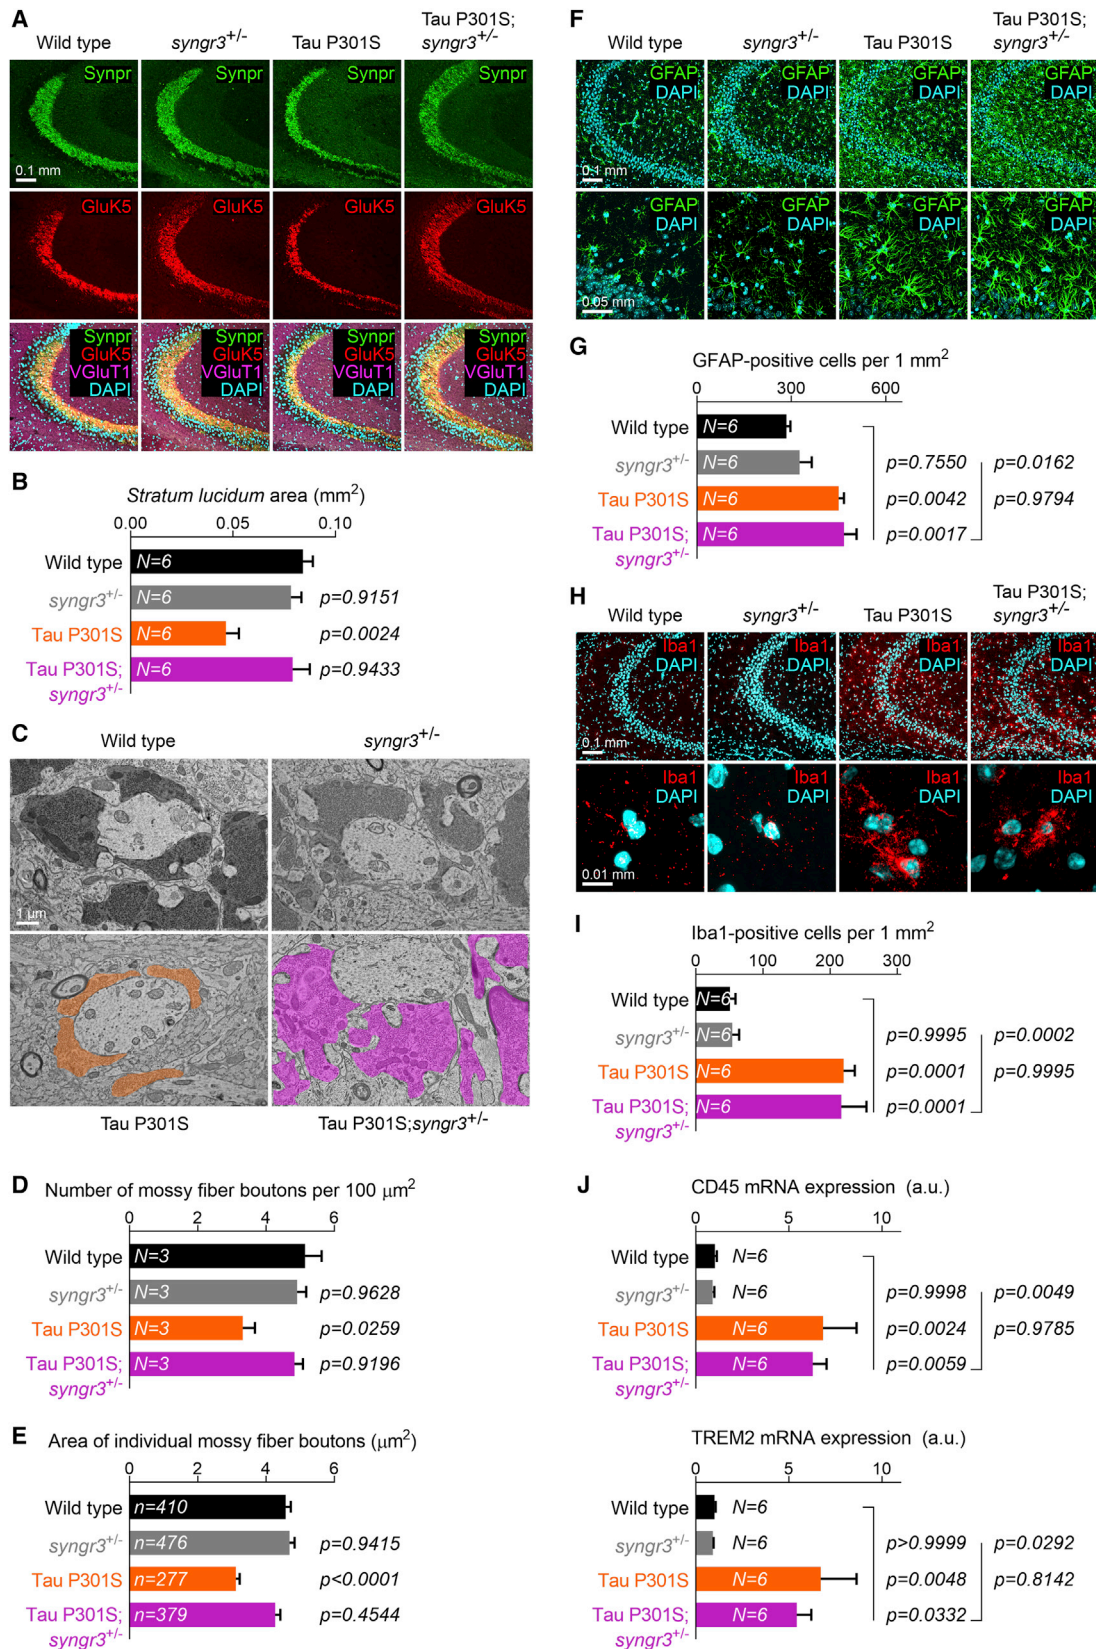 A
Wild type
syngr3+/-
Tau P301S
Tau P301S;
syngr3+/-
Synpr
Synpr
Synpr
Synpr
0.1 mm
GluK5
GluK5
GluK5
GluK5
Synpr
GluK5
VGluT1
DAPI
Synpr
GluK5
VGluT1
DAPI
Synpr
GluK5
VGluT1
DAPI
Synpr
GluK5
VGluT1
DAPI
B
Stratum lucidum area (mm²)
0.00 0.05 0.10
Wild type N=6
syngr3+/- N=6 p=0.9151
Tau P301S N=6 p=0.0024
Tau P301S; N=6 p=0.9433
syngr3+/-
C
Wild type
syngr3+/-
1 µm
Tau P301S
Tau P301S;syngr3+/-
D
Number of mossy fiber boutons per 100 µm²
0 2 4 6
Wild type N=3
syngr3+/- N=3 p=0.9628
Tau P301S N=3 p=0.0259
Tau P301S; N=3 p=0.9196
syngr3+/-
E
Area of individual mossy fiber boutons (µm²)
0 2 4 6
Wild type n=410
syngr3+/- n=476 p=0.9415
Tau P301S n=277 p<0.0001
Tau P301S; n=379 p=0.4544
syngr3+/-
F
Wild type
syngr3+/-
Tau P301S
Tau P301S;
syngr3+/-
GFAP
DAPI
GFAP
DAPI
GFAP
DAPI
GFAP
DAPI
0.1 mm
GFAP
DAPI
GFAP
DAPI
GFAP
DAPI
GFAP
DAPI
0.05 mm
G
GFAP-positive cells per 1 mm²
0 300 600
Wild type N=6
syngr3+/- N=6 p=0.7550 p=0.0162
Tau P301S N=6 p=0.0042 p=0.9794
Tau P301S; N=6 p=0.0017
syngr3+/-
H
Wild type
syngr3+/-
Tau P301S
Tau P301S;
syngr3+/-
Iba1
DAPI
Iba1
DAPI
Iba1
DAPI
Iba1
DAPI
0.1 mm
Iba1
DAPI
Iba1
DAPI
Iba1
DAPI
Iba1
DAPI
0.01 mm
I
Iba1-positive cells per 1 mm²
0 100 200 300
Wild type N=6
syngr3+/- N=6 p=0.9995 p=0.0002
Tau P301S N=6 p=0.0001 p=0.9995
Tau P301S; N=6 p=0.0001
syngr3+/-
J
CD45 mRNA expression (a.u.)
0 5 10
Wild type N=6
syngr3+/- N=6 p=0.9998 p=0.0049
Tau P301S N=6 p=0.0024 p=0.9785
Tau P301S; N=6 p=0.0059
syngr3+/-
TREM2 mRNA expression (a.u.)
0 5 10
Wild type N=6
syngr3+/- N=6 p>0.9999 p=0.0292
Tau P301S N=6 p=0.0048 p=0.8142
Tau P301S; N=6 p=0.0332
syngr3+/-